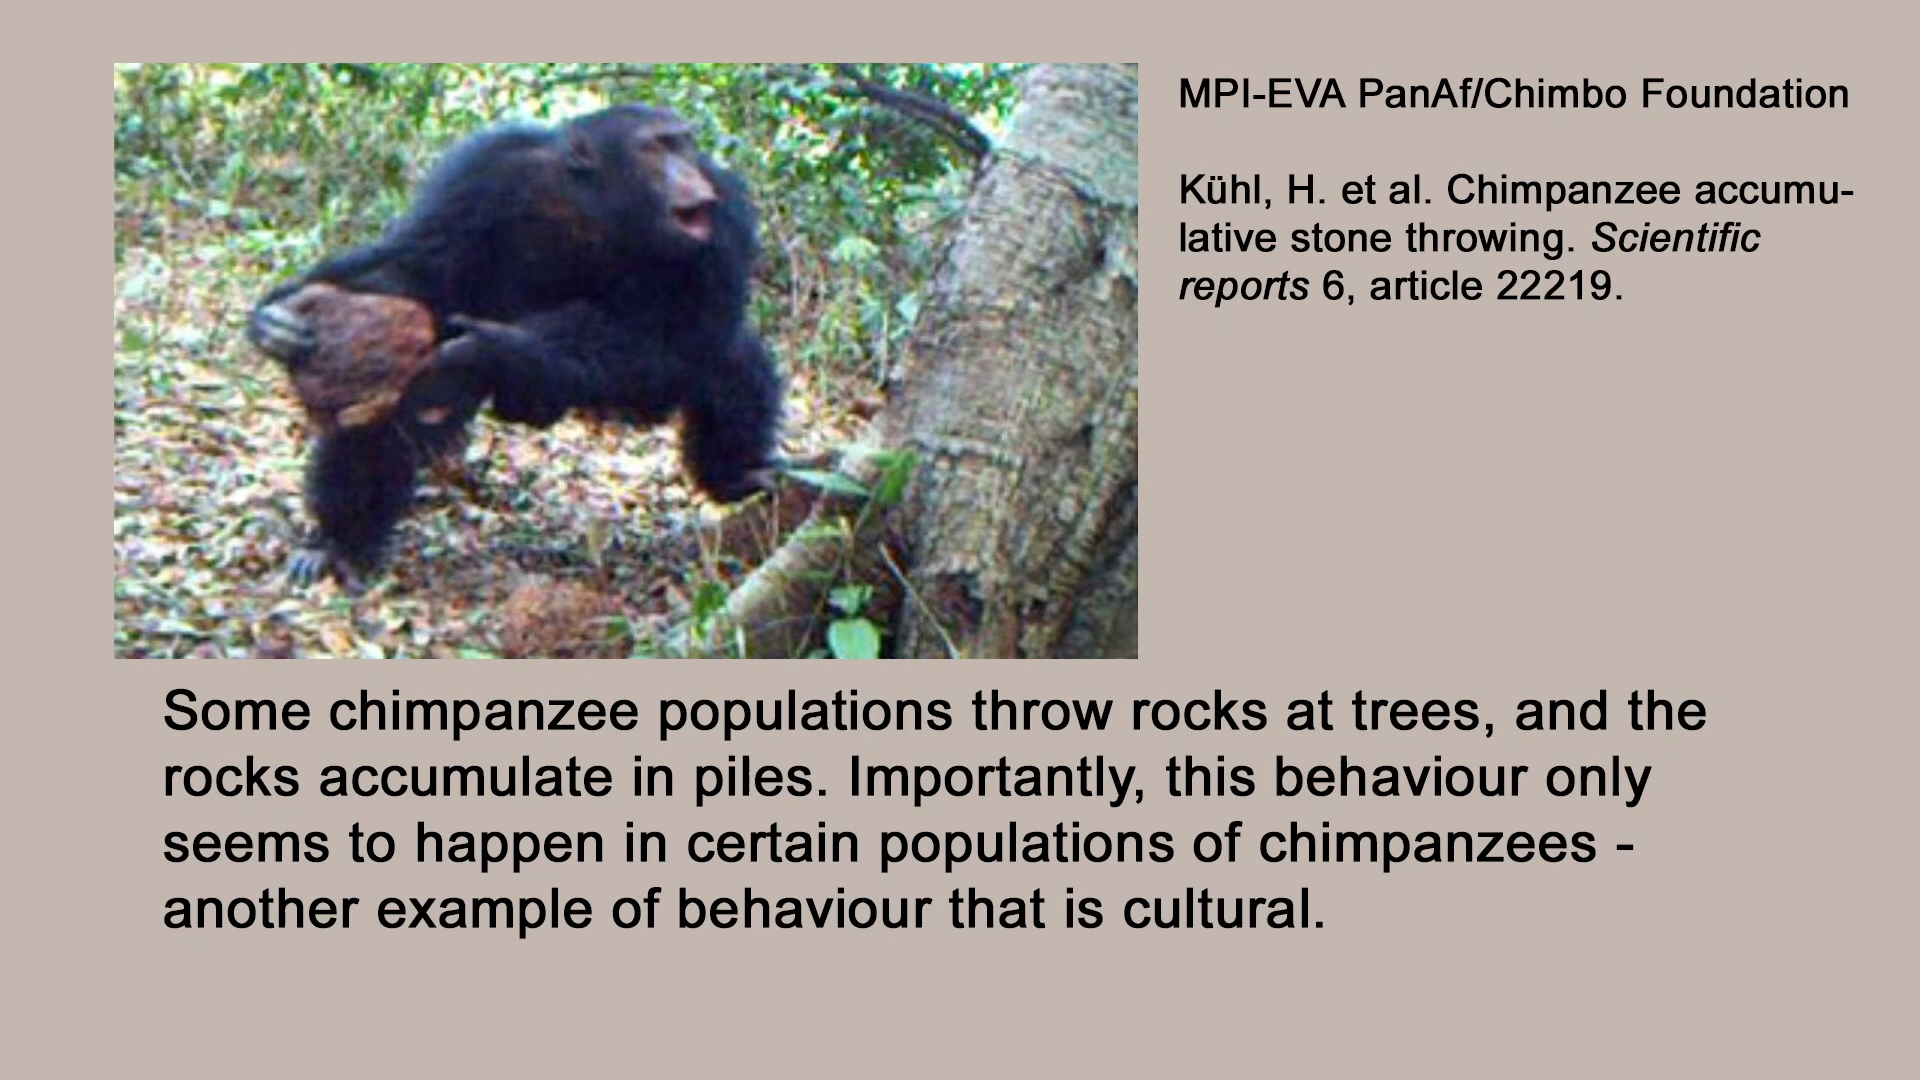 MPI-EVA PanAf/Chimbo Foundation
Kühl, H. et al. Chimpanzee accumu-
lative stone throwing. Scientific
reports 6, article 22219.
Some chimpanzee populations throw rocks at trees, and the
rocks accumulate in piles. Importantly, this behaviour only
seems to happen in certain populations of chimpanzees -
another example of behaviour that is cultural.